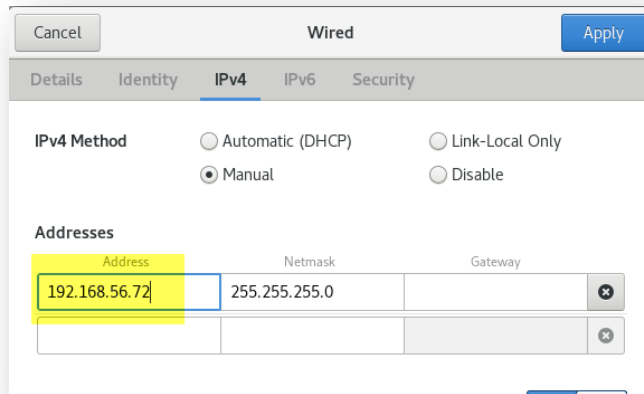 Cancel Wired Apply
Details Identity IPv4 IPv6 Security
IPv4 Method Automatic (DHCP) Link-Local Only
Manual Disable
Addresses
Address Netmask Gateway
192.168.56.72 255.255.255.0